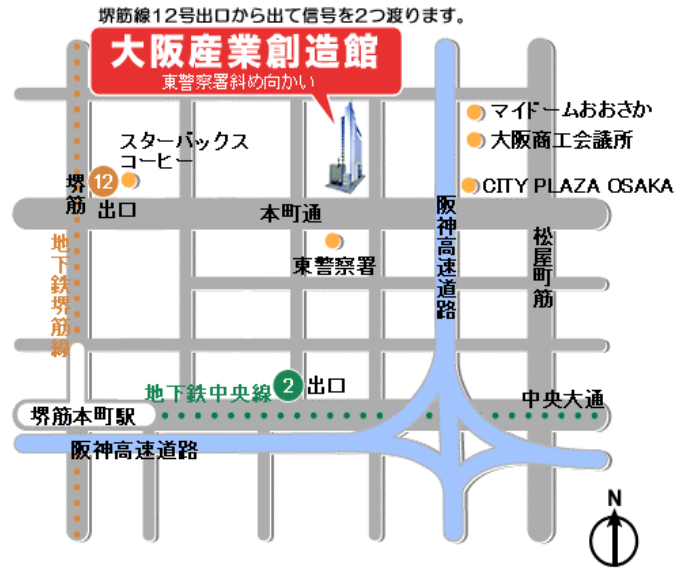 堺筋線12号出口から出て信号を2つ渡ります。
大阪産業創造館
東警察署斜め向かい
マイドームおおさか
大阪商工会議所
スターバックス
コーヒー
CITY PLAZA OSAKA
堺筋
12
出口
本町通
阪神高速道路
松屋町筋
地下鉄堺筋線
東警察署
地下鉄中央線
2
出口
中央大通
堺筋本町駅
阪神高速道路
N